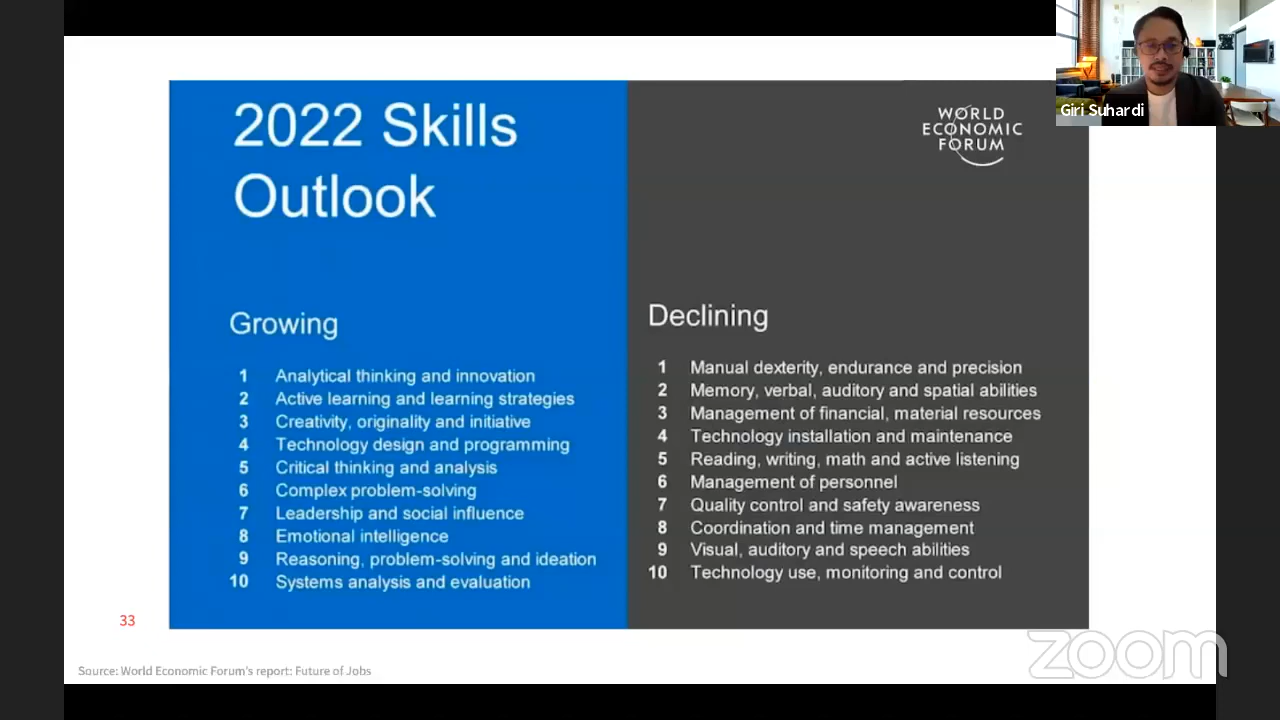 2022 Skills
Outlook
WORLD
ECONOMIC
FORUM
Giri Suhardi
Growing
1 Analytical thinking and innovation
2 Active learning and learning strategies
3 Creativity, originality and initiative
4 Technology design and programming
5 Critical thinking and analysis
6 Complex problem-solving
7 Leadership and social influence
8 Emotional intelligence
9 Reasoning, problem-solving and ideation
10 Systems analysis and evaluation
Declining
1 Manual dexterity, endurance and precision
2 Memory, verbal, auditory and spatial abilities
3 Management of financial, material resources
4 Technology installation and maintenance
5 Reading, writing, math and active listening
6 Management of personnel
7 Quality control and safety awareness
8 Coordination and time management
9 Visual, auditory and speech abilities
10 Technology use, monitoring and control
33
Source: World Economic Forum's report: Future of Jobs
zoom